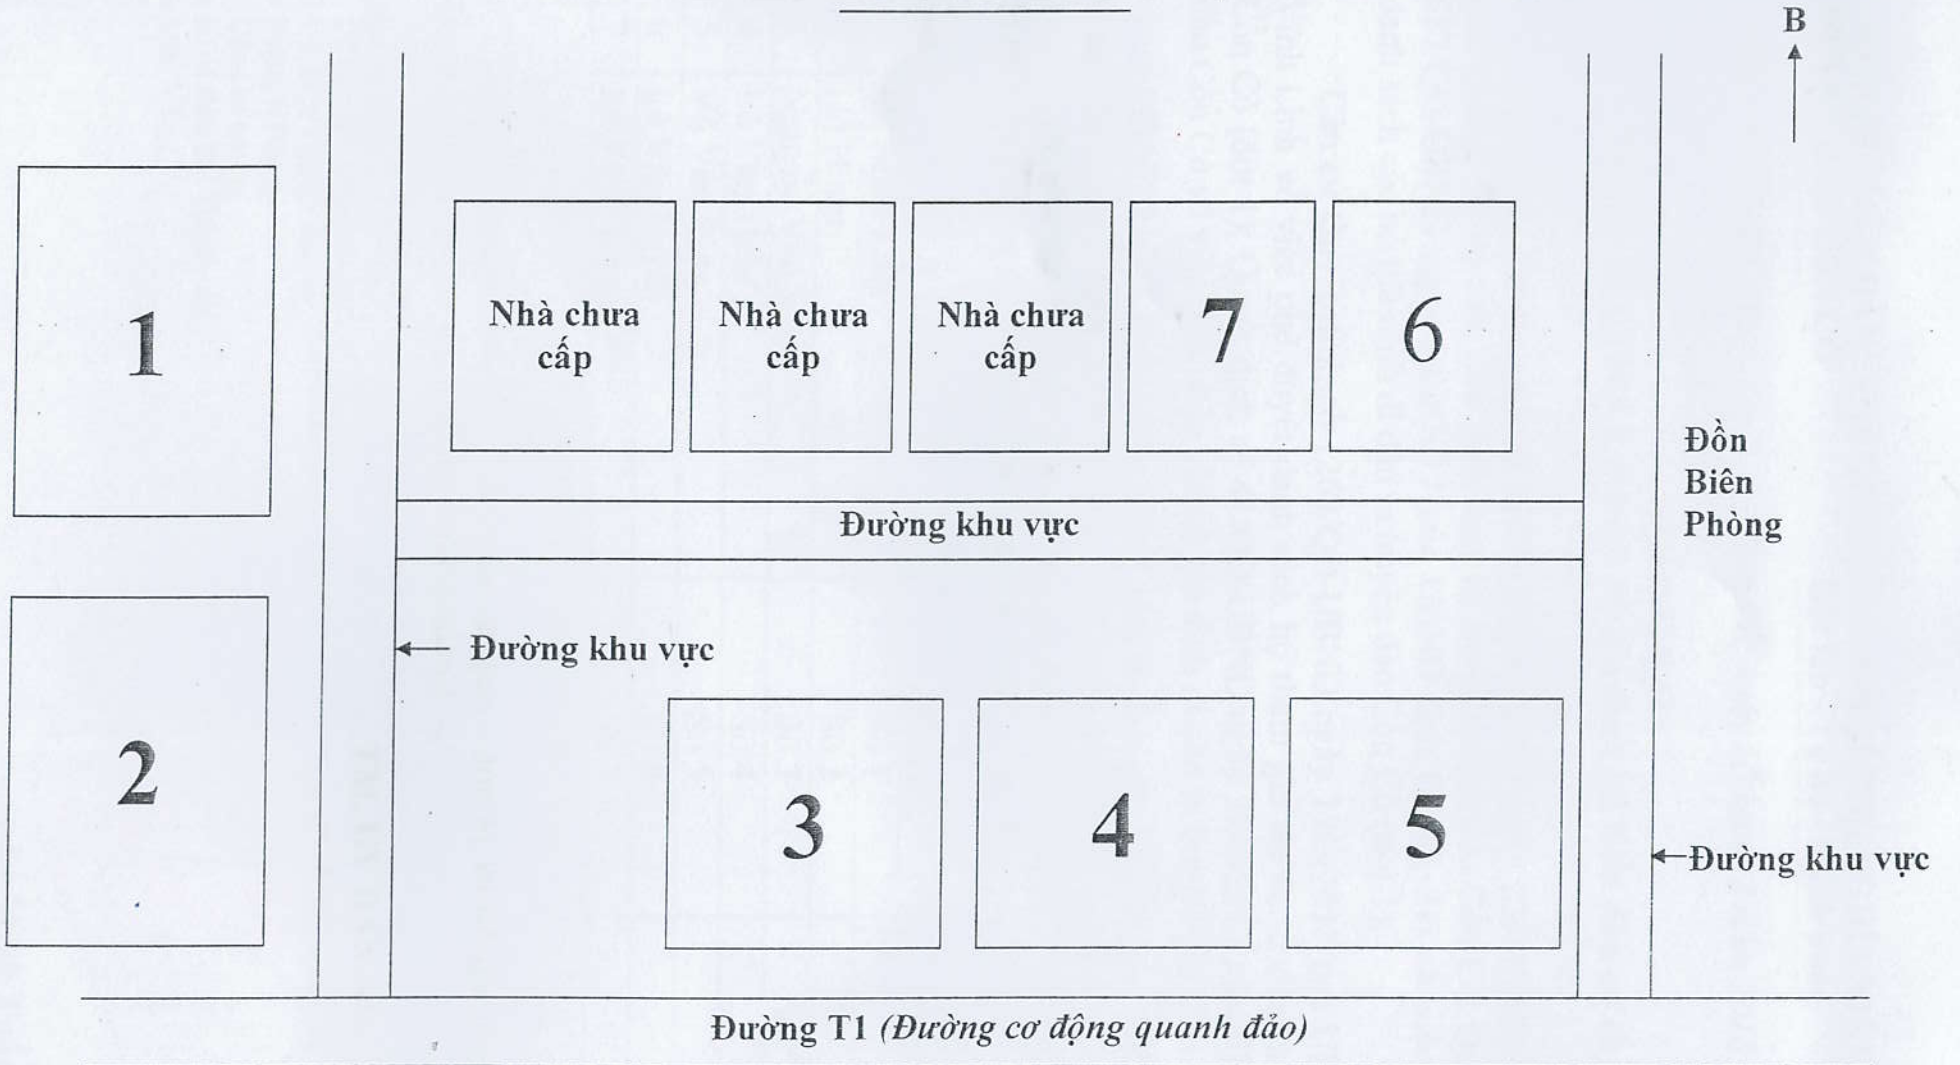 B
1
Nhà chưa
cấp
Nhà chưa
cấp
Nhà chưa
cấp
7
6
Đồn
Biên
Phòng
Đường khu vực
Đường khu vực
2
3
4
5
Đường khu vực
Đường T1 (Đường cơ động quanh đảo)